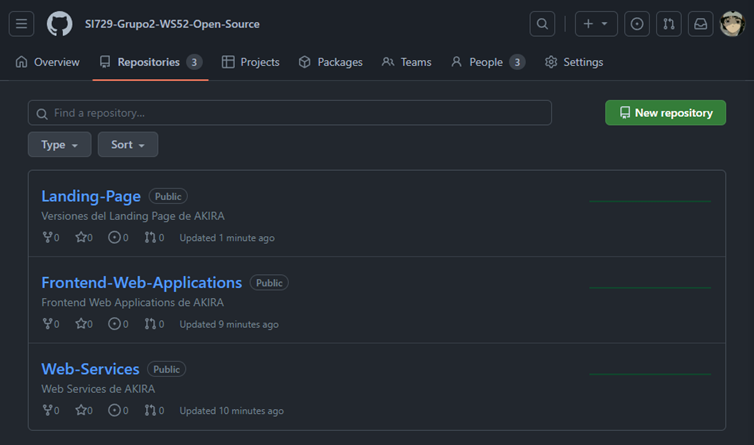 SI729-Grupo2-WS52-Open-Source
Overview Repositories 3 Projects Packages Teams People 3 Settings
Find a repository...
New repository
Type Sort
Landing-Page Public
Versiones del Landing Page de AKIRA
0 0 0 0 Updated 1 minute ago
Frontend-Web-Applications Public
Frontend Web Applications de AKIRA
0 0 0 0 Updated 9 minutes ago
Web-Services Public
Web Services de AKIRA
0 0 0 0 Updated 10 minutes ago